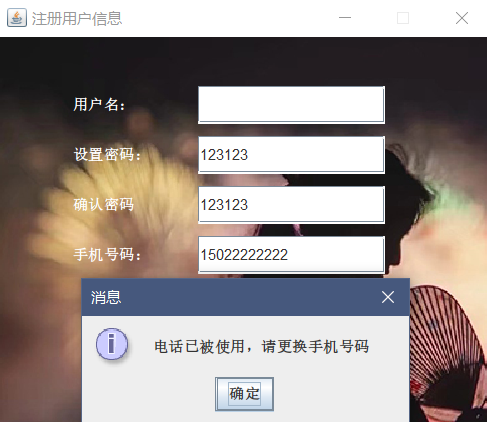 注册用户信息
用户名：
设置密码： 123123
确认密码 123123
手机号码： 15022222222
消息
电话已被使用，请更换手机号码
确定